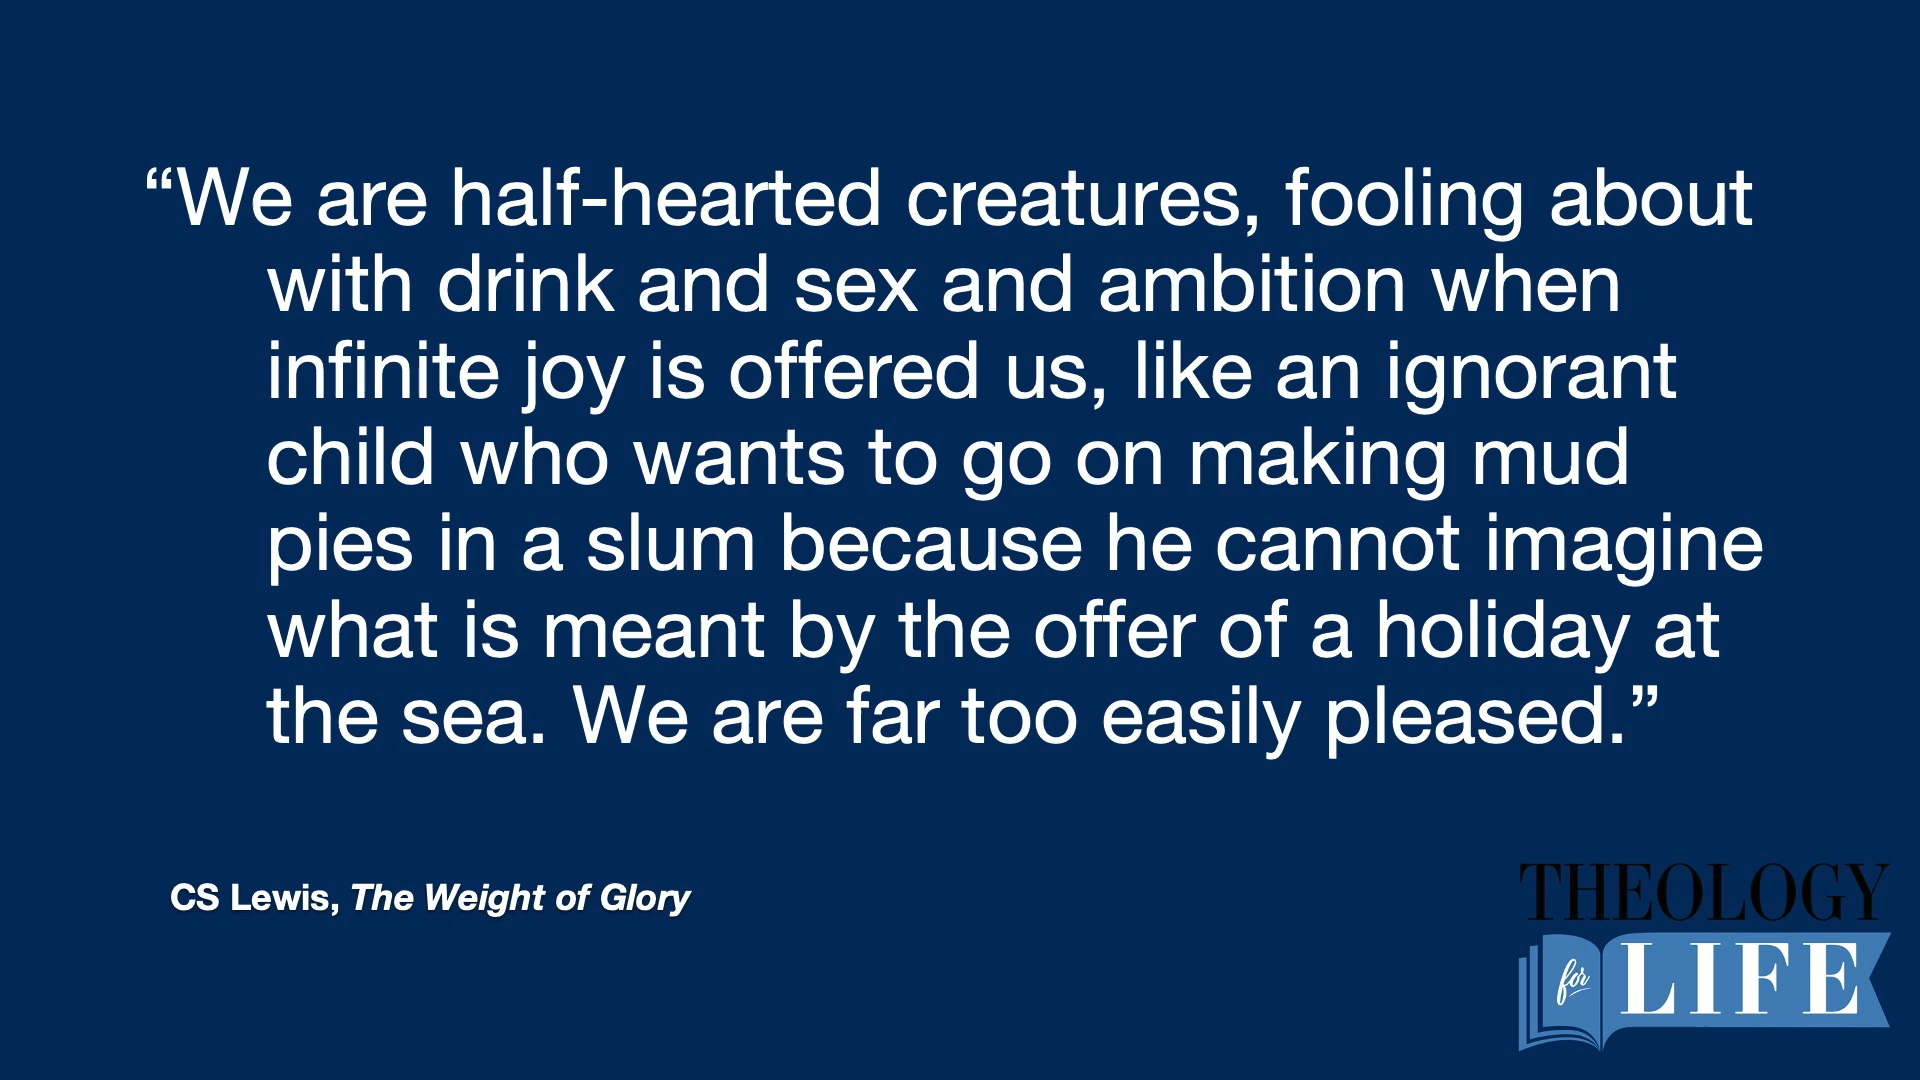 “We are half-hearted creatures, fooling about
with drink and sex and ambition when
infinite joy is offered us, like an ignorant
child who wants to go on making mud
pies in a slum because he cannot imagine
what is meant by the offer of a holiday at
the sea. We are far too easily pleased.”
CS Lewis, The Weight of Glory
THEOLOGY
for LIFE